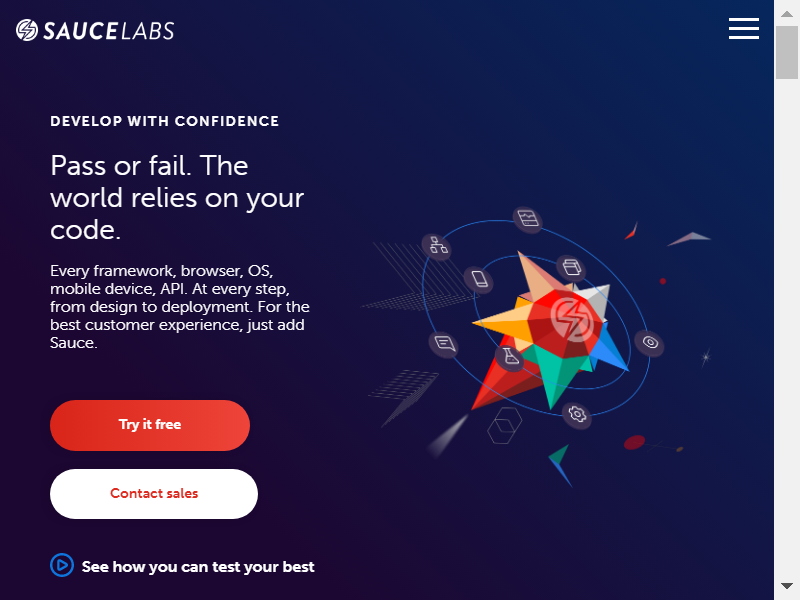 SAUCELABS
DEVELOP WITH CONFIDENCE
Pass or fail. The
world relies on your
code.
Every framework, browser, OS,
mobile device, API. At every step,
from design to deployment. For the
best customer experience, just add
Sauce.
Try it free
Contact sales
See how you can test your best